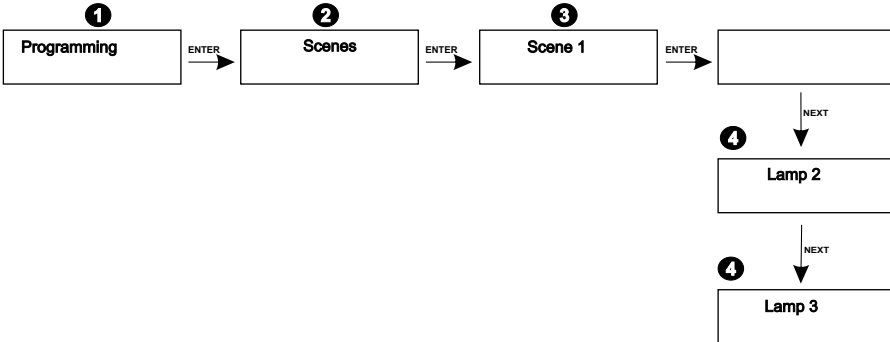 1 2 3
Programming ENTER Scenes ENTER Scene 1 ENTER
NEXT
4
Lamp 2
NEXT
4
Lamp 3